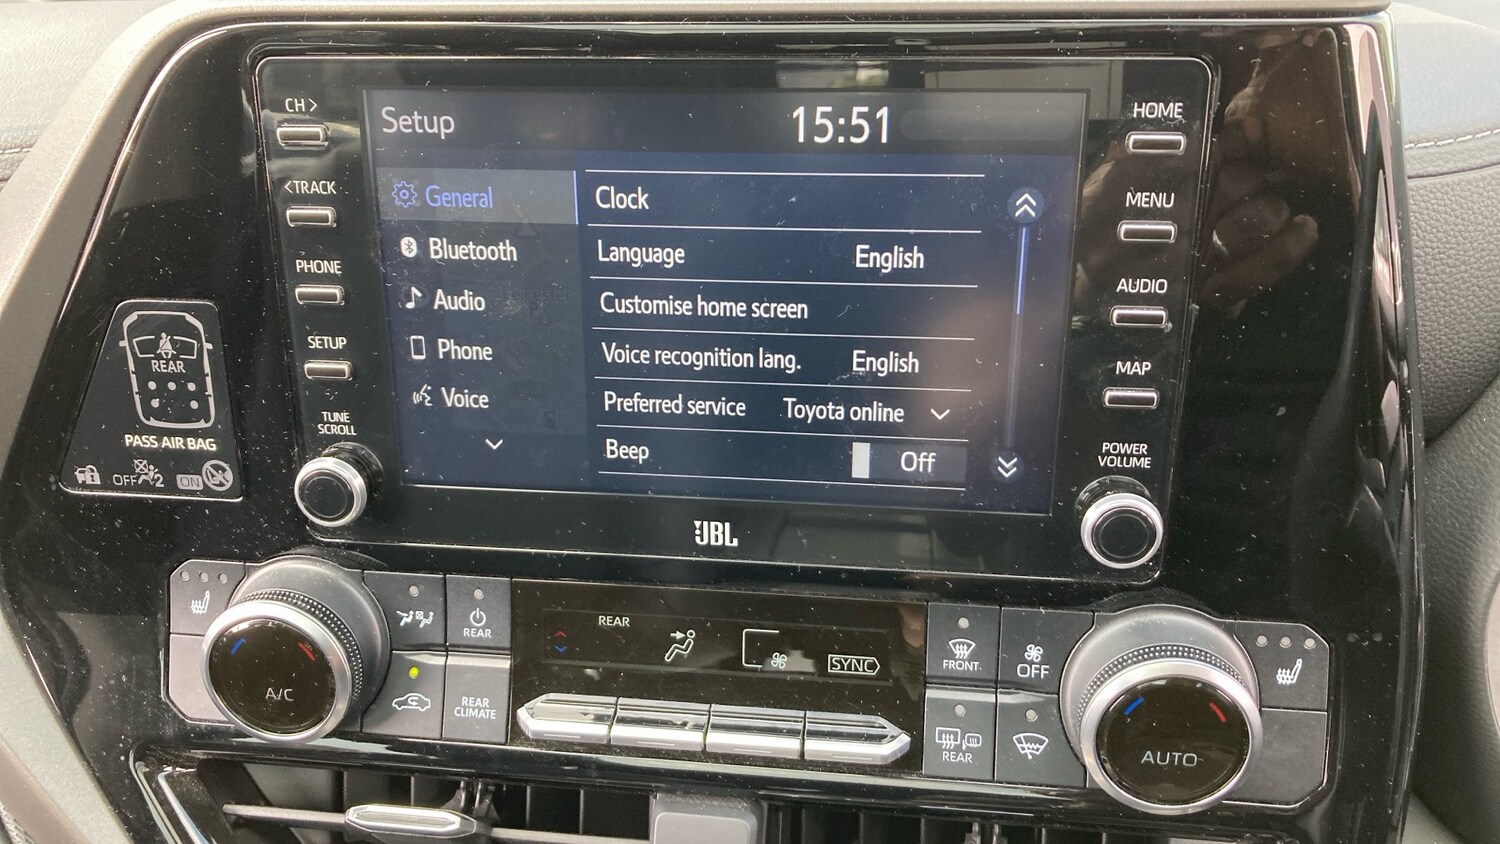 CH >
Setup
15:51
HOME
<TRACK
General
Clock
MENU
Bluetooth
Language English
PHONE
Audio
Customise home screen
AUDIO
SETUP
Phone
Voice recognition lang. English
MAP
Voice
Preferred service Toyota online
TUNE
SCROLL
Beep Off
POWER
VOLUME
REAR
PASS AIR BAG
OFF 2 ON
JBL
A/C
REAR
REAR
CLIMATE
REAR
SYNC
FRONT
OFF
REAR
AUTO